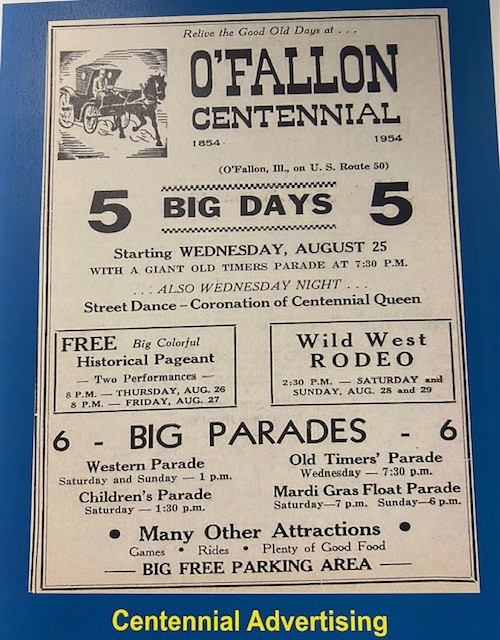 Relive the Good Old Days at . . .
O'FALLON
CENTENNIAL
1854 1954
(O'Fallon, Ill., on U. S. Route 50)
5 BIG DAYS 5
Starting WEDNESDAY, AUGUST 25
WITH A GIANT OLD TIMERS PARADE AT 7:30 P.M.
. . . ALSO WEDNESDAY NIGHT . . .
Street Dance – Coronation of Centennial Queen
FREE Big Colorful
Historical Pageant
— Two Performances —
8 P.M. — THURSDAY, AUG. 26
8 P.M. — FRIDAY, AUG. 27
Wild West
RODEO
2:30 P.M. — SATURDAY and
SUNDAY, AUG. 28 and 29
6 - BIG PARADES - 6
Western Parade
Saturday and Sunday — 1 p.m.
Children's Parade
Saturday — 1:30 p.m.
Old Timers' Parade
Wednesday — 7:30 p.m.
Mardi Gras Float Parade
Saturday—7 p.m. Sunday—6 p.m.
• Many Other Attractions •
Games • Rides • Plenty of Good Food
— BIG FREE PARKING AREA —
Centennial Advertising